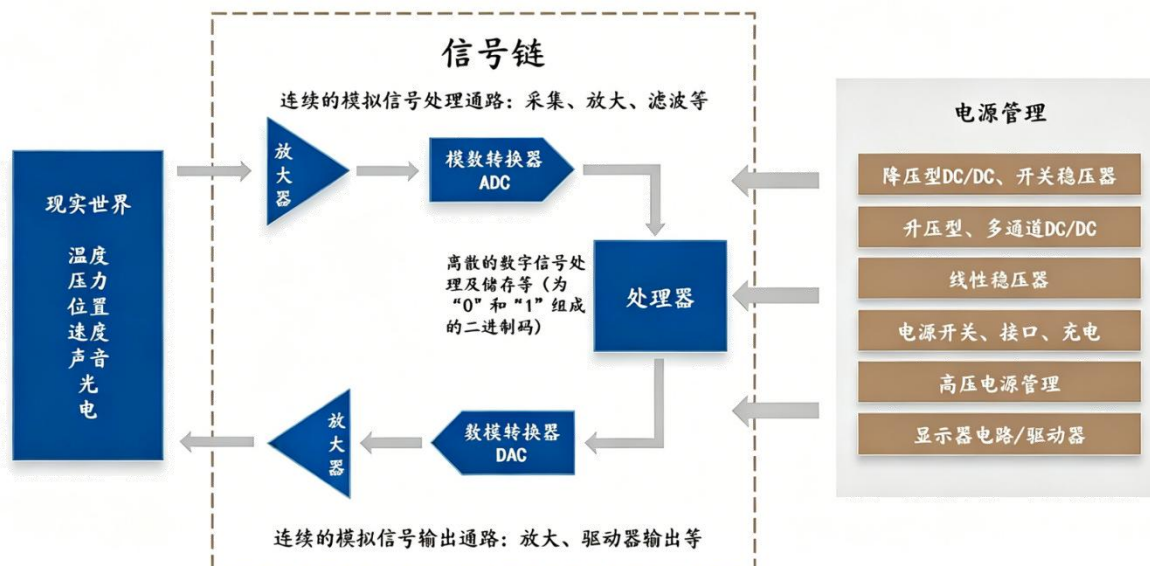 信号链
连续的模拟信号处理通路：采集、放大、滤波等
现实世界
温度
压力
位置
速度
声音
光
电
放
大
器
模数转换器
ADC
离散的数字信号处
理及储存等（为
“0”和“1”组成
的二进制码）
处理器
放
大
器
数模转换器
DAC
连续的模拟信号输出通路：放大、驱动器输出等
电源管理
降压型DC/DC、开关稳压器
升压型、多通道DC/DC
线性稳压器
电源开关、接口、充电
高压电源管理
显示器电路/驱动器